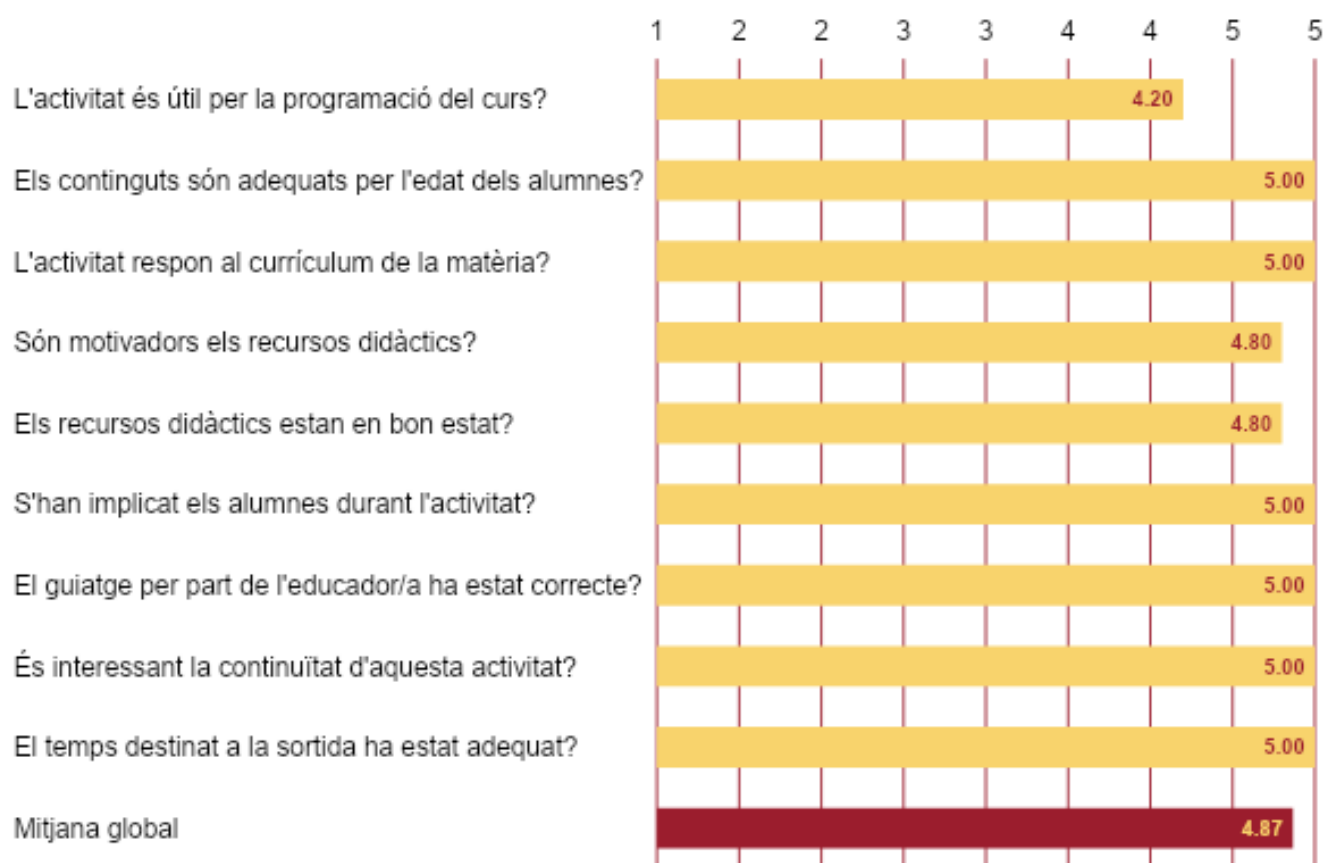 1 2 2 3 3 4 4 5 5
L'activitat és útil per la programació del curs? 4.20
Els continguts són adequats per l'edat dels alumnes? 5.00
L'activitat respon al currículum de la matèria? 5.00
Són motivadors els recursos didàctics? 4.80
Els recursos didàctics estan en bon estat? 4.80
S'han implicat els alumnes durant l'activitat? 5.00
El guiatge per part de l'educador/a ha estat correcte? 5.00
És interessant la continuïtat d'aquesta activitat? 5.00
El temps destinat a la sortida ha estat adequat? 5.00
Mitjana global 4.87